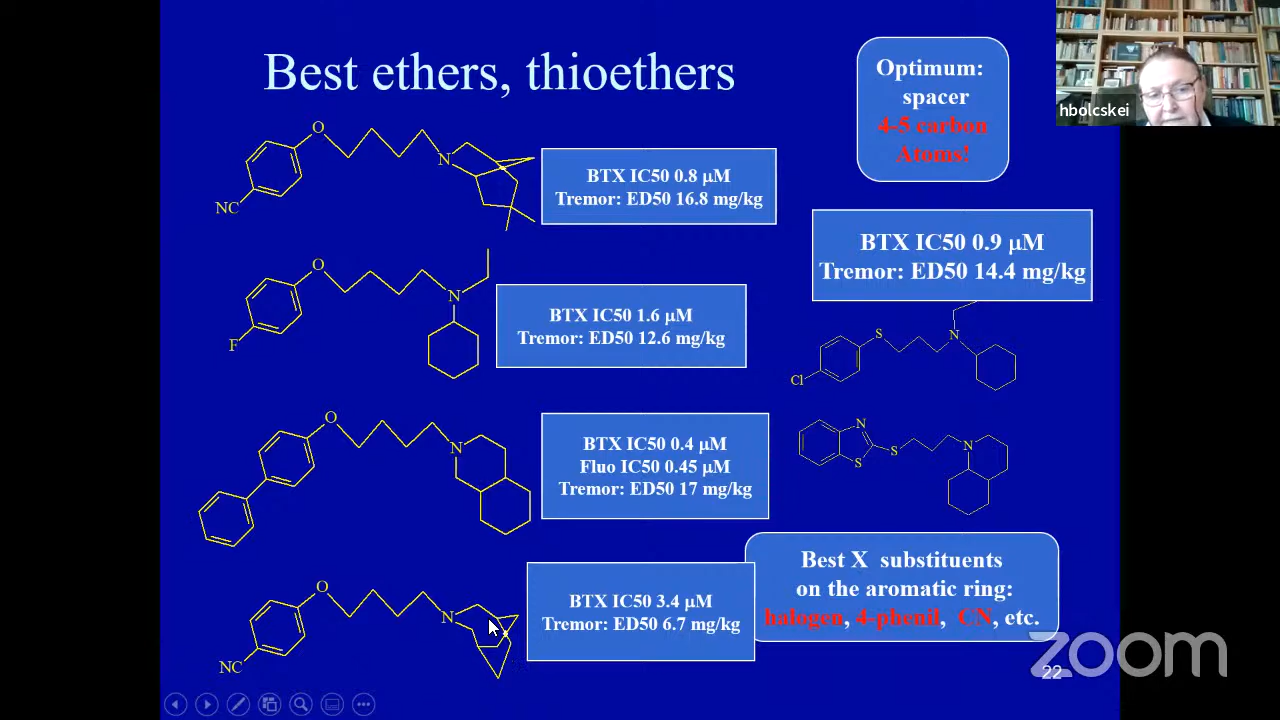 Best ethers, thioethers
Optimum:
spacer
4-5 carbon
Atoms!
hbolcskei
O
N
NC
BTX IC50 0.8 μM
Tremor: ED50 16.8 mg/kg
BTX IC50 0.9 μM
Tremor: ED50 14.4 mg/kg
O
N
F
BTX IC50 1.6 μM
Tremor: ED50 12.6 mg/kg
S
N
Cl
O
N
BTX IC50 0.4 μM
Fluo IC50 0.45 μM
Tremor: ED50 17 mg/kg
N
S
S
N
O
N
NC
BTX IC50 3.4 μM
Tremor: ED50 6.7 mg/kg
Best X substituents
on the aromatic ring:
halogen, 4-phenil, CN, etc.
zoom
22